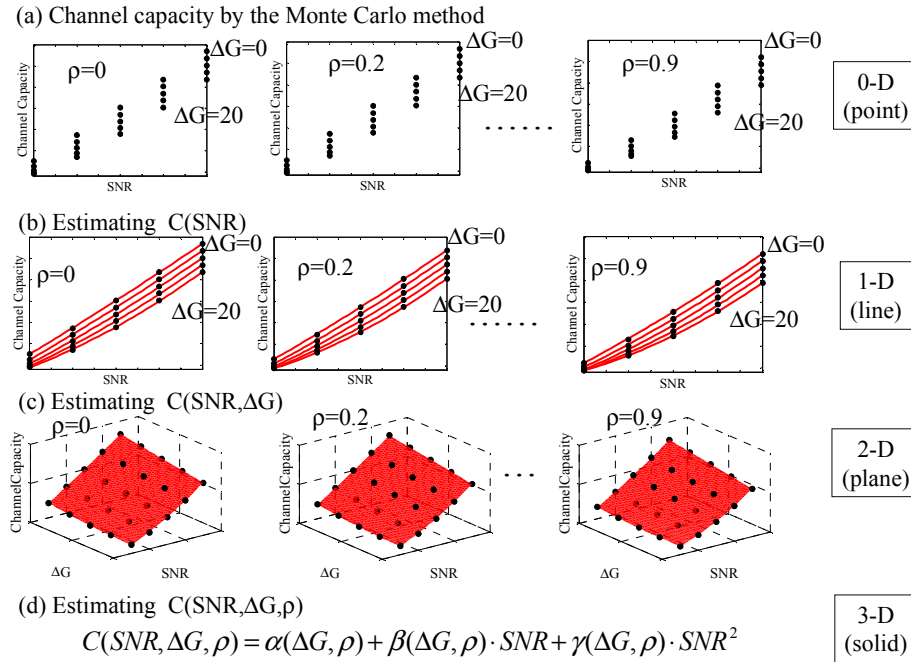 (a) Channel capacity by the Monte Carlo method
Channel Capacity
ρ=0
ΔG=0
ΔG=20
SNR
Channel Capacity
ρ=0.2
ΔG=0
ΔG=20
SNR
......
Channel Capacity
ρ=0.9
ΔG=0
ΔG=20
SNR
0-D
(point)
(b) Estimating C(SNR)
Channel Capacity
ρ=0
ΔG=0
ΔG=20
SNR
Channel Capacity
ρ=0.2
ΔG=0
ΔG=20
SNR
......
Channel Capacity
ρ=0.9
ΔG=0
ΔG=20
SNR
1-D
(line)
(c) Estimating C(SNR,ΔG)
ChannelCapacity
ρ=0
ΔG
SNR
ChannelCapacity
ρ=0.2
ΔG
SNR
...
ChannelCapacity
ρ=0.9
ΔG
SNR
2-D
(plane)
(d) Estimating C(SNR,ΔG,ρ)
C(SNR,ΔG,ρ)=α(ΔG,ρ)+β(ΔG,ρ)·SNR+γ(ΔG,ρ)·SNR²
3-D
(solid)